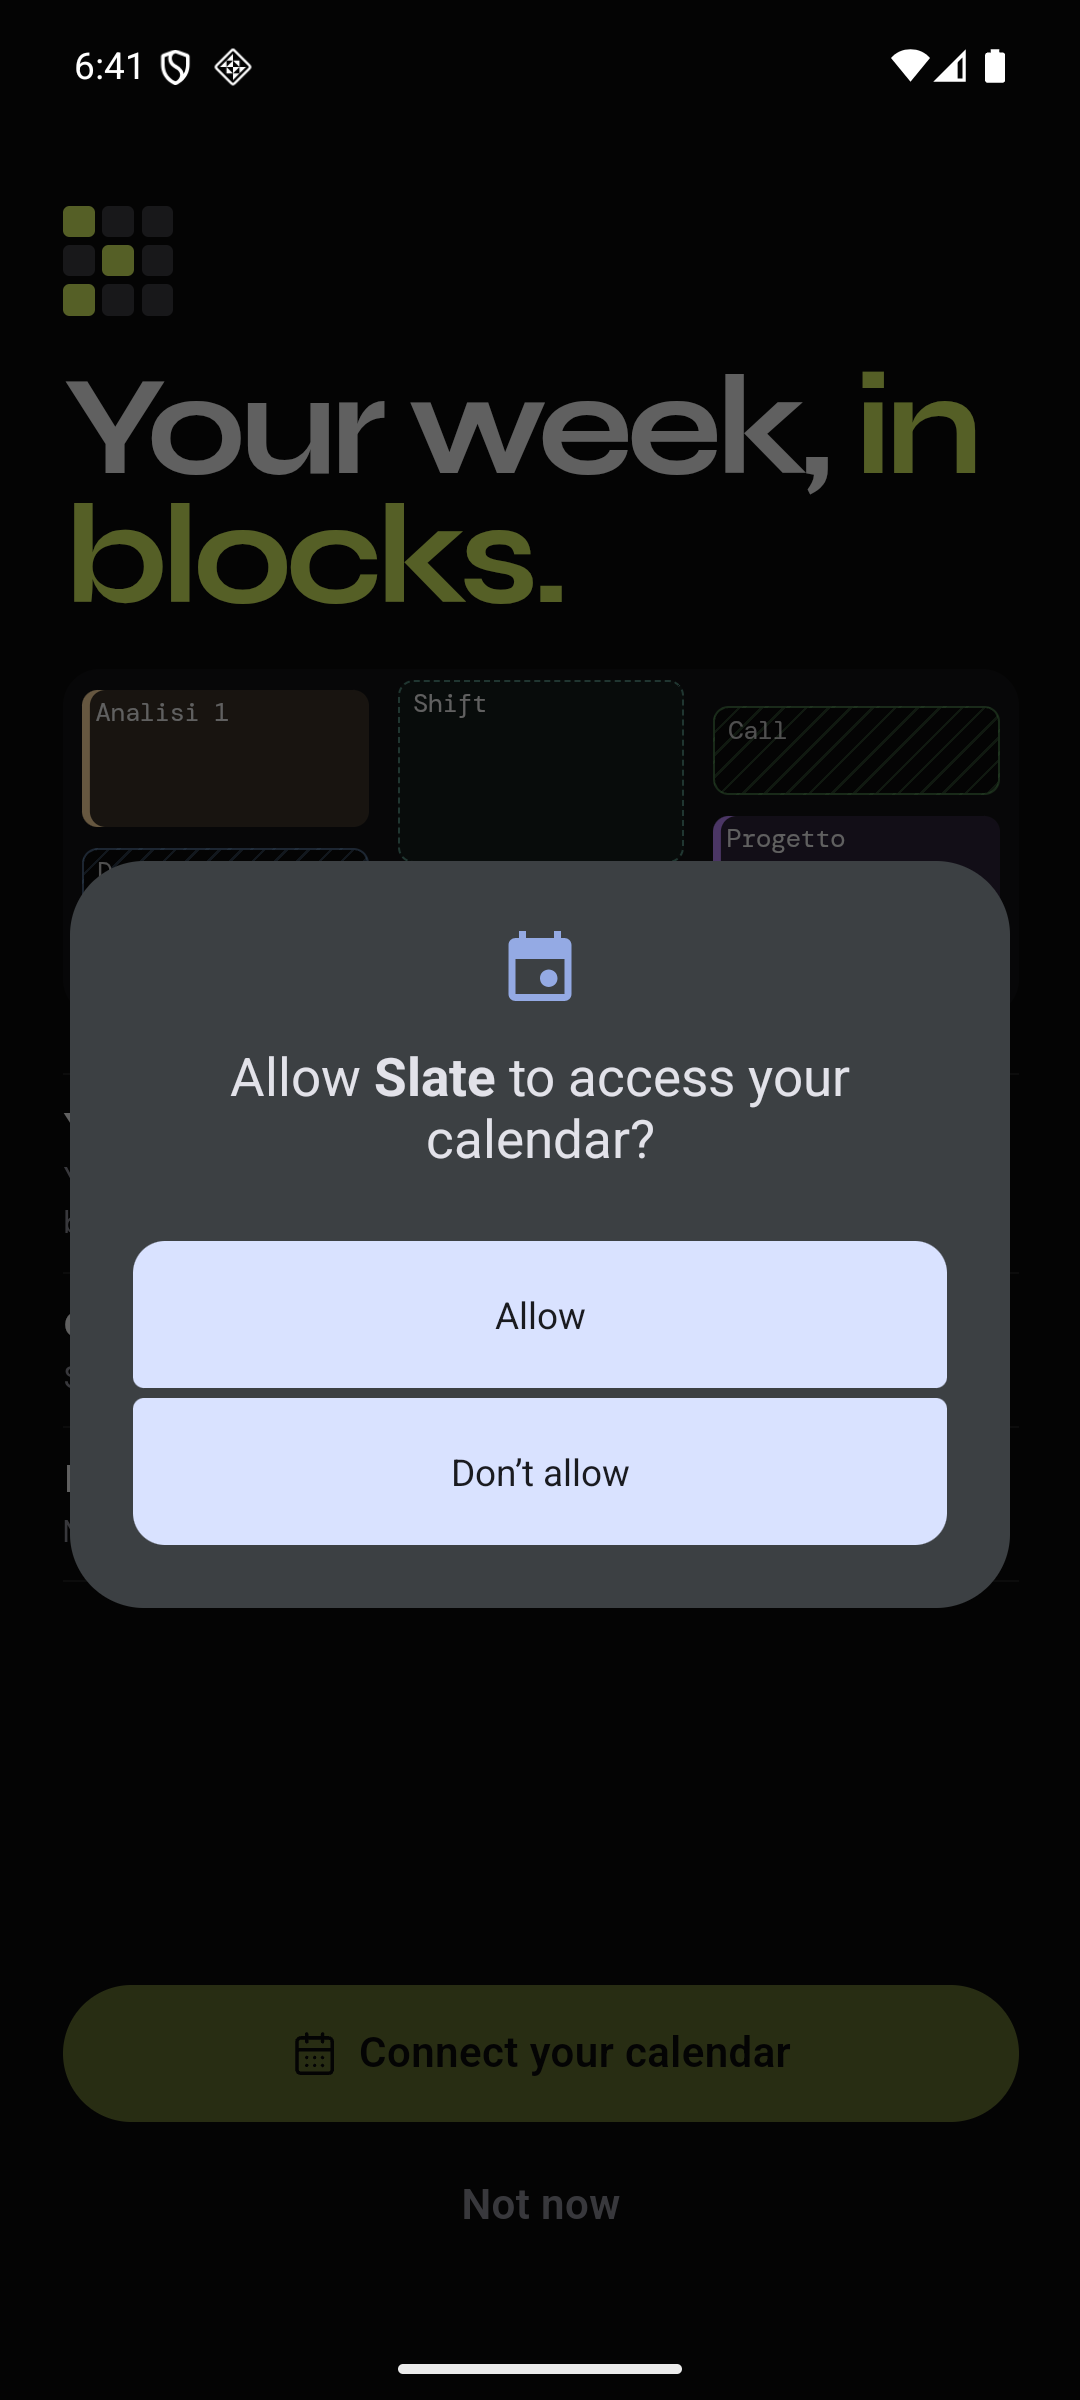 6:41
Your week, in
blocks.
Analisi 1
Shift
Call
Progetto
Allow Slate to access your
calendar?
Allow
Don’t allow
Connect your calendar
Not now